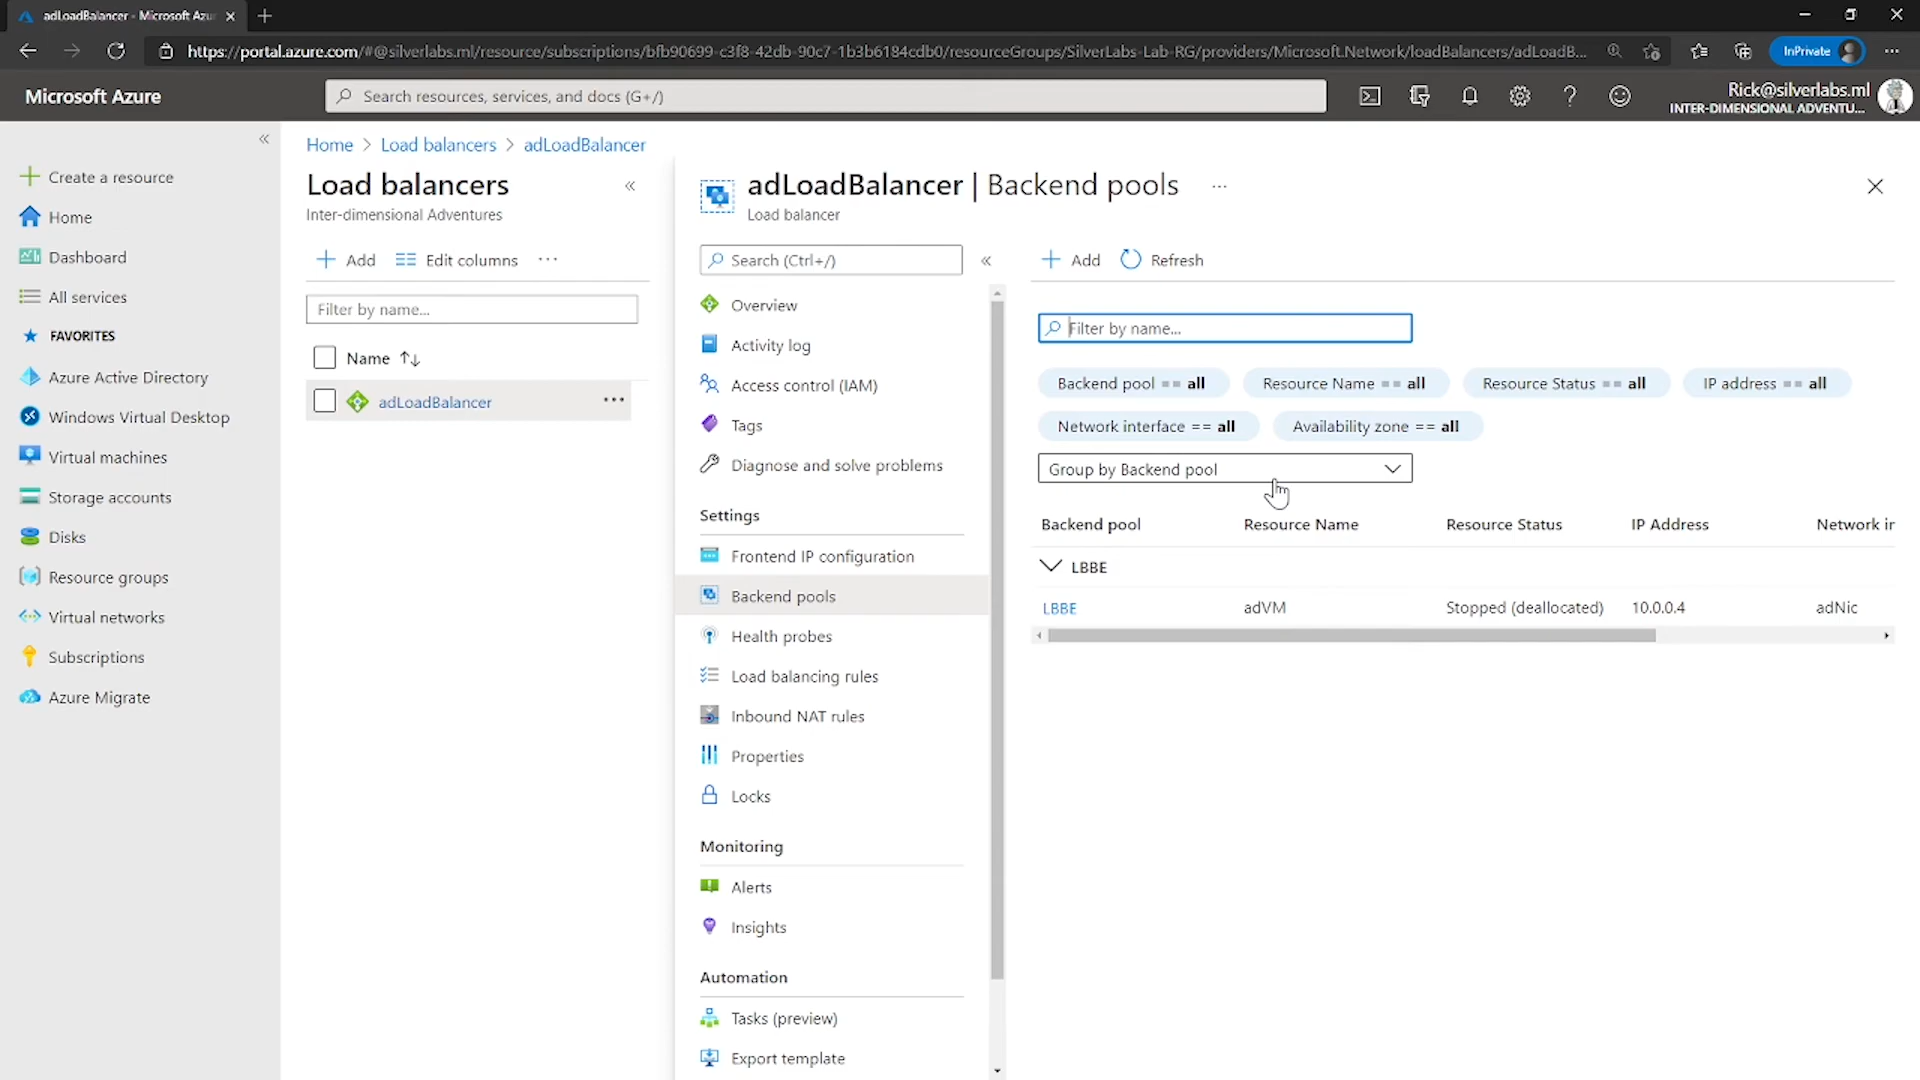 adLoadBalancer - Microsoft Azu
https://portal.azure.com/#@silverlabs.ml/resource/subscriptions/bfb90699-c3f8-42db-90c7-1b3b6184cdb0/resourceGroups/SilverLabs-Lab-RG/providers/Microsoft.Network/loadBalancers/adLoadB...
InPrivate
Microsoft Azure
Search resources, services, and docs (G+/)
Rick@silverlabs.ml
INTER-DIMENSIONAL ADVENTU...
Create a resource
Home
Dashboard
All services
FAVORITES
Azure Active Directory
Windows Virtual Desktop
Virtual machines
Storage accounts
Disks
Resource groups
Virtual networks
Subscriptions
Azure Migrate
Home > Load balancers > adLoadBalancer
Load balancers
Inter-dimensional Adventures
Add Edit columns ...
Filter by name...
Name ↑↓
adLoadBalancer ...
adLoadBalancer | Backend pools ...
Load balancer
Search (Ctrl+/)
Overview
Activity log
Access control (IAM)
Tags
Diagnose and solve problems
Settings
Frontend IP configuration
Backend pools
Health probes
Load balancing rules
Inbound NAT rules
Properties
Locks
Monitoring
Alerts
Insights
Automation
Tasks (preview)
Export template
Add Refresh
Filter by name...
Backend pool == all Resource Name == all Resource Status == all IP address == all
Network interface == all Availability zone == all
Group by Backend pool
Backend pool Resource Name Resource Status IP Address Network ir
LBBE
LBBE adVM Stopped (deallocated) 10.0.0.4 adNic